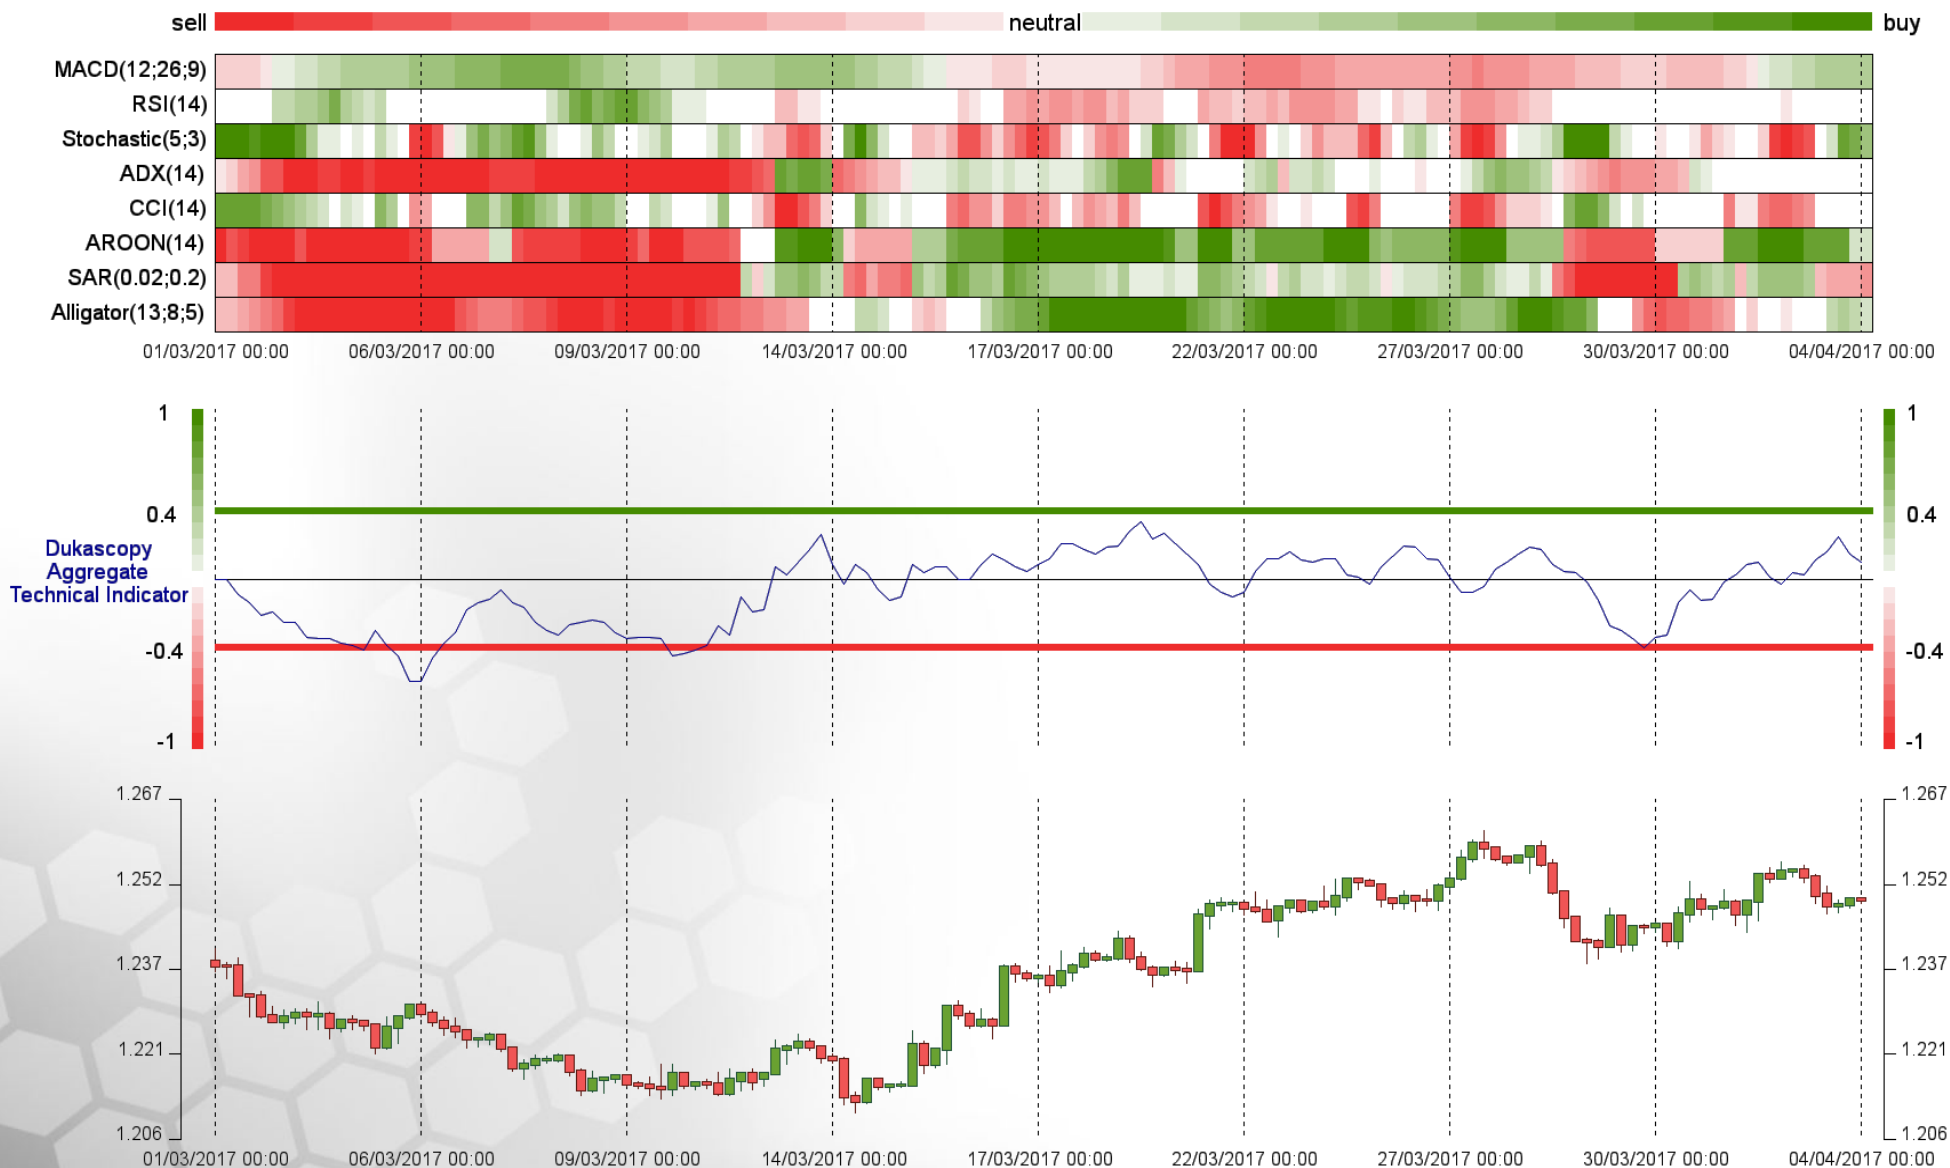 sell neutral buy
MACD(12;26;9)
RSI(14)
Stochastic(5;3)
ADX(14)
CCI(14)
AROON(14)
SAR(0.02;0.2)
Alligator(13;8;5)
01/03/2017 00:00 06/03/2017 00:00 09/03/2017 00:00 14/03/2017 00:00 17/03/2017 00:00 22/03/2017 00:00 27/03/2017 00:00 30/03/2017 00:00 04/04/2017 00:00
1 1
0.4 0.4
Dukascopy
Aggregate
Technical Indicator
-0.4 -0.4
-1 -1
1.267 1.267
1.252 1.252
1.237 1.237
1.221 1.221
1.206 1.206
01/03/2017 00:00 06/03/2017 00:00 09/03/2017 00:00 14/03/2017 00:00 17/03/2017 00:00 22/03/2017 00:00 27/03/2017 00:00 30/03/2017 00:00 04/04/2017 00:00